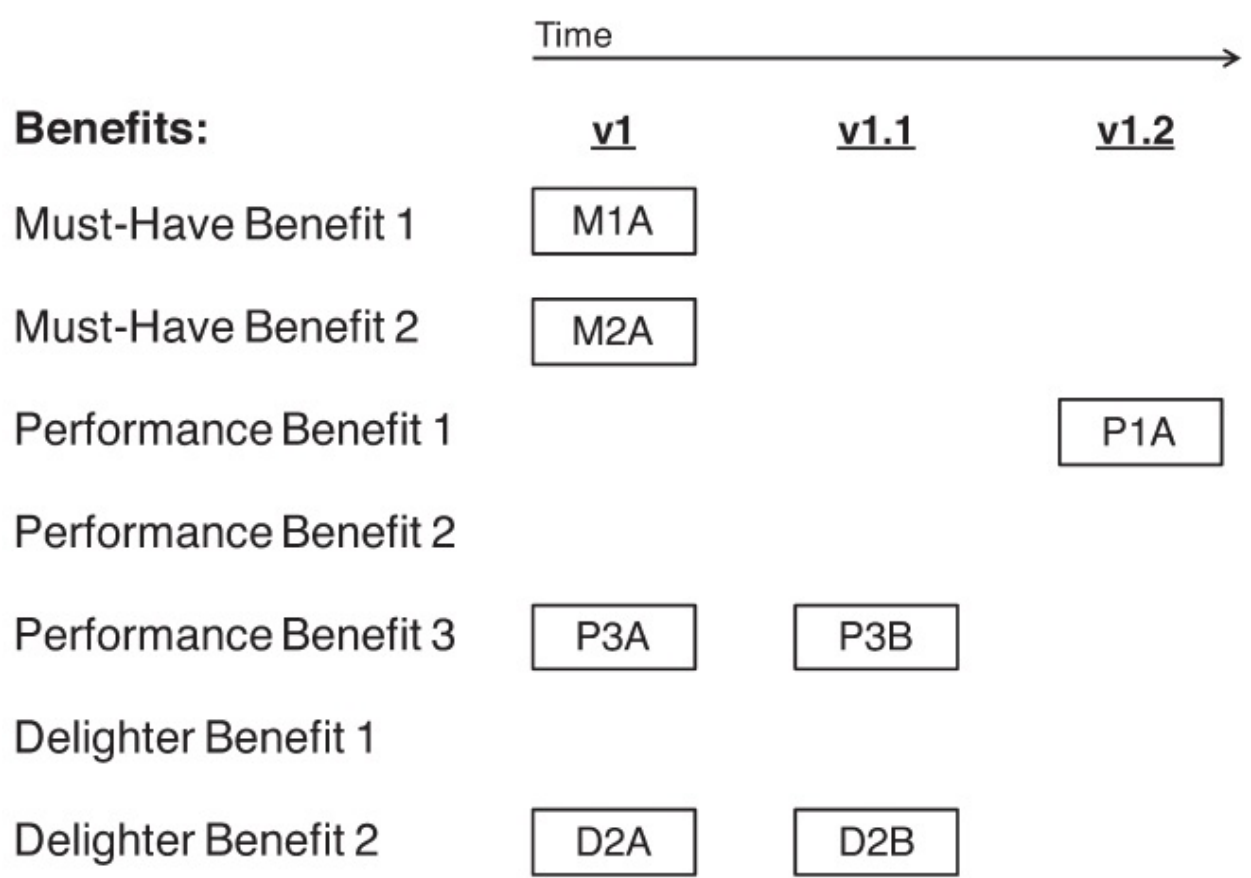 Time
Benefits: v1 v1.1 v1.2
Must-Have Benefit 1 M1A
Must-Have Benefit 2 M2A
Performance Benefit 1 P1A
Performance Benefit 2
Performance Benefit 3 P3A P3B
Delighter Benefit 1
Delighter Benefit 2 D2A D2B